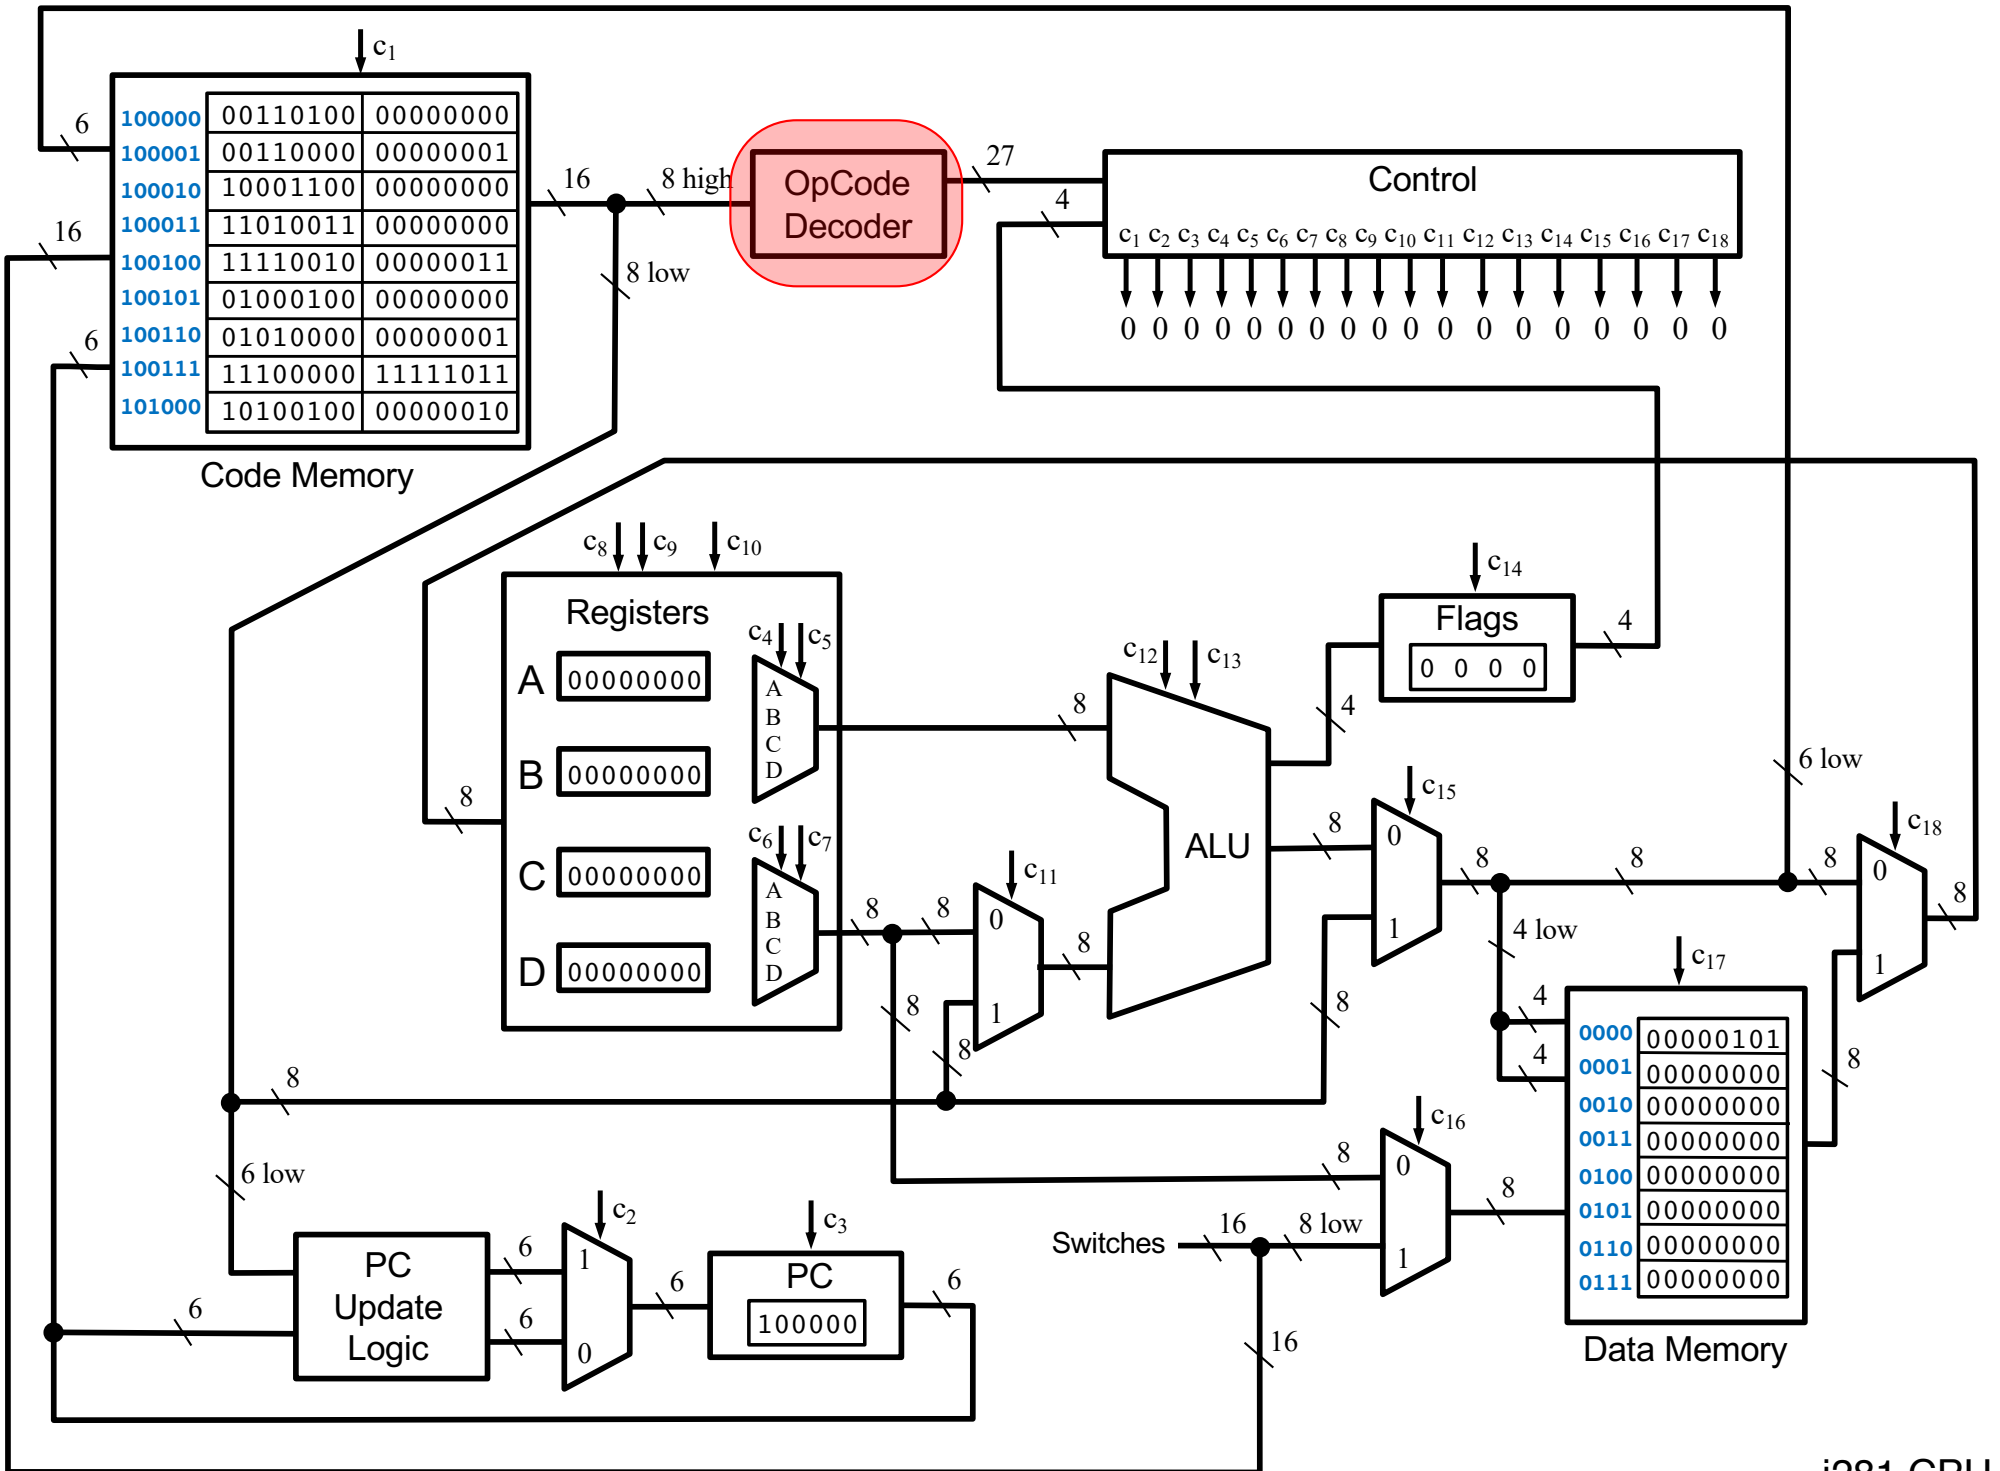 c1
100000 00110100 00000000
100001 00110000 00000001
100010 10001100 00000000
100011 11010011 00000000
100100 11110010 00000011
100101 01000100 00000000
100110 01010000 00000001
100111 11100000 11111011
101000 10100100 00000010
Code Memory
6
16
6
16
8 high
8 low
OpCode
Decoder
27
4
Control
c1 c2 c3 c4 c5 c6 c7 c8 c9 c10 c11 c12 c13 c14 c15 c16 c17 c18
0 0 0 0 0 0 0 0 0 0 0 0 0 0 0 0 0 0
c8 c9 c10
Registers
A 00000000
B 00000000
C 00000000
D 00000000
8
c4 c5
A
B
C
D
c6 c7
A
B
C
D
8
8
8
8
c11
0
1
8
8
c12 c13
ALU
4
8
c14
Flags
0 0 0 0
4
c15
0
1
8
8
8
6 low
8
4 low
c18
0
1
8
c17
4
4
0000 00000101
0001 00000000
0010 00000000
0011 00000000
0100 00000000
0101 00000000
0110 00000000
0111 00000000
Data Memory
8
8
c16
0
1
8
8
Switches
16
8 low
16
6 low
6
PC
Update
Logic
6
6
c2
1
0
6
c3
PC
100000
6